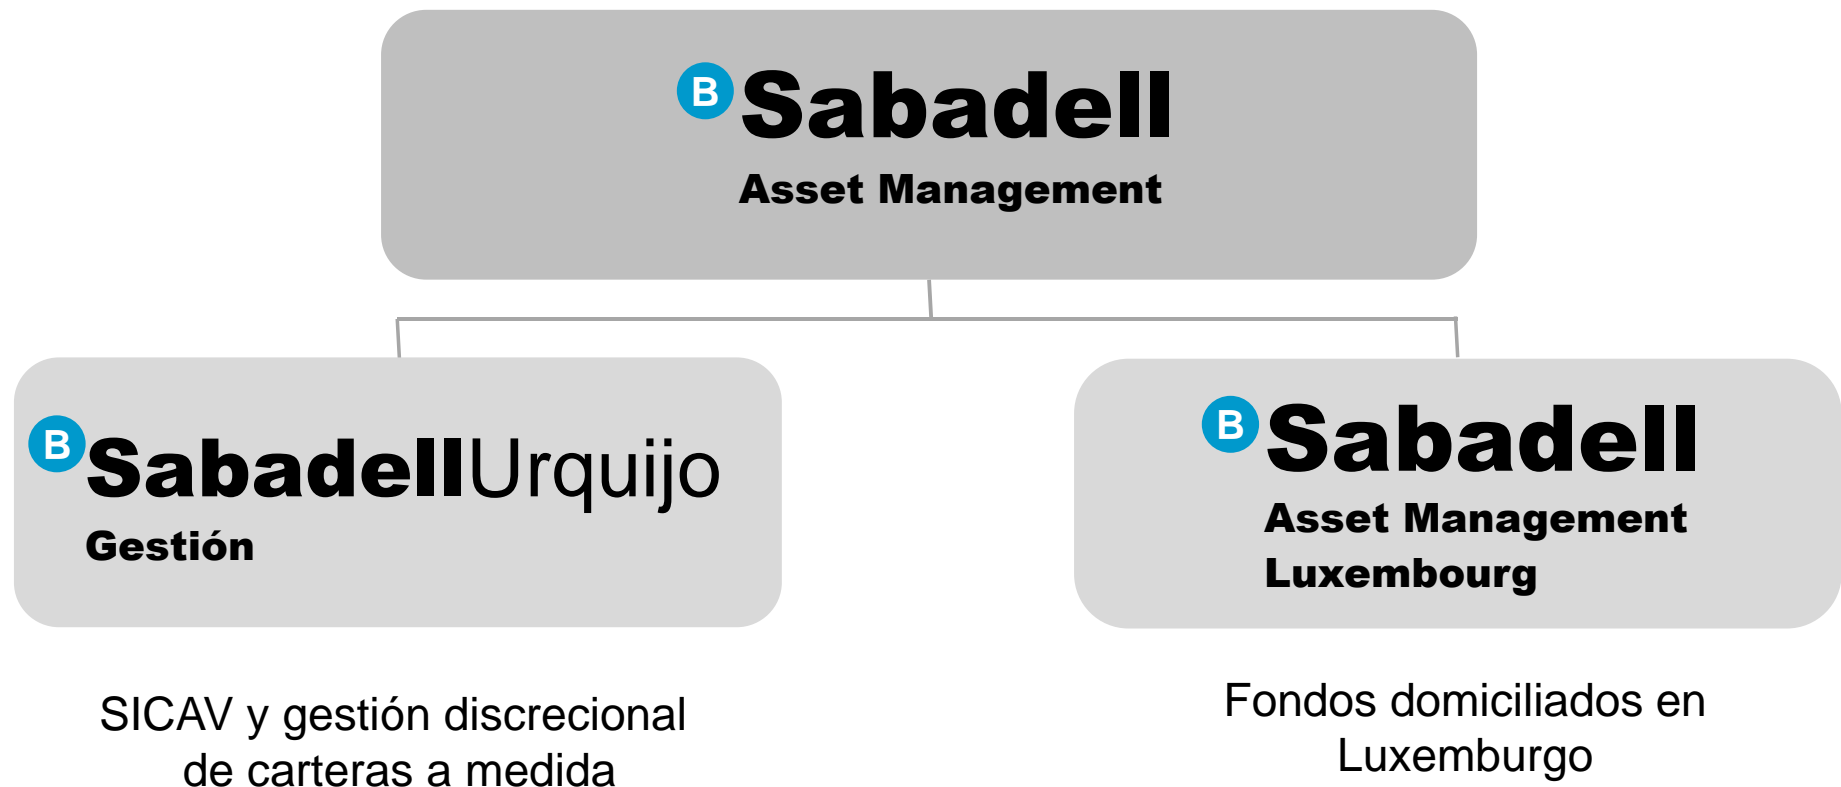 B Sabadell
Asset Management
B SabadellUrquijo
Gestión
B Sabadell
Asset Management
Luxembourg
SICAV y gestión discrecional
de carteras a medida
Fondos domiciliados en
Luxemburgo